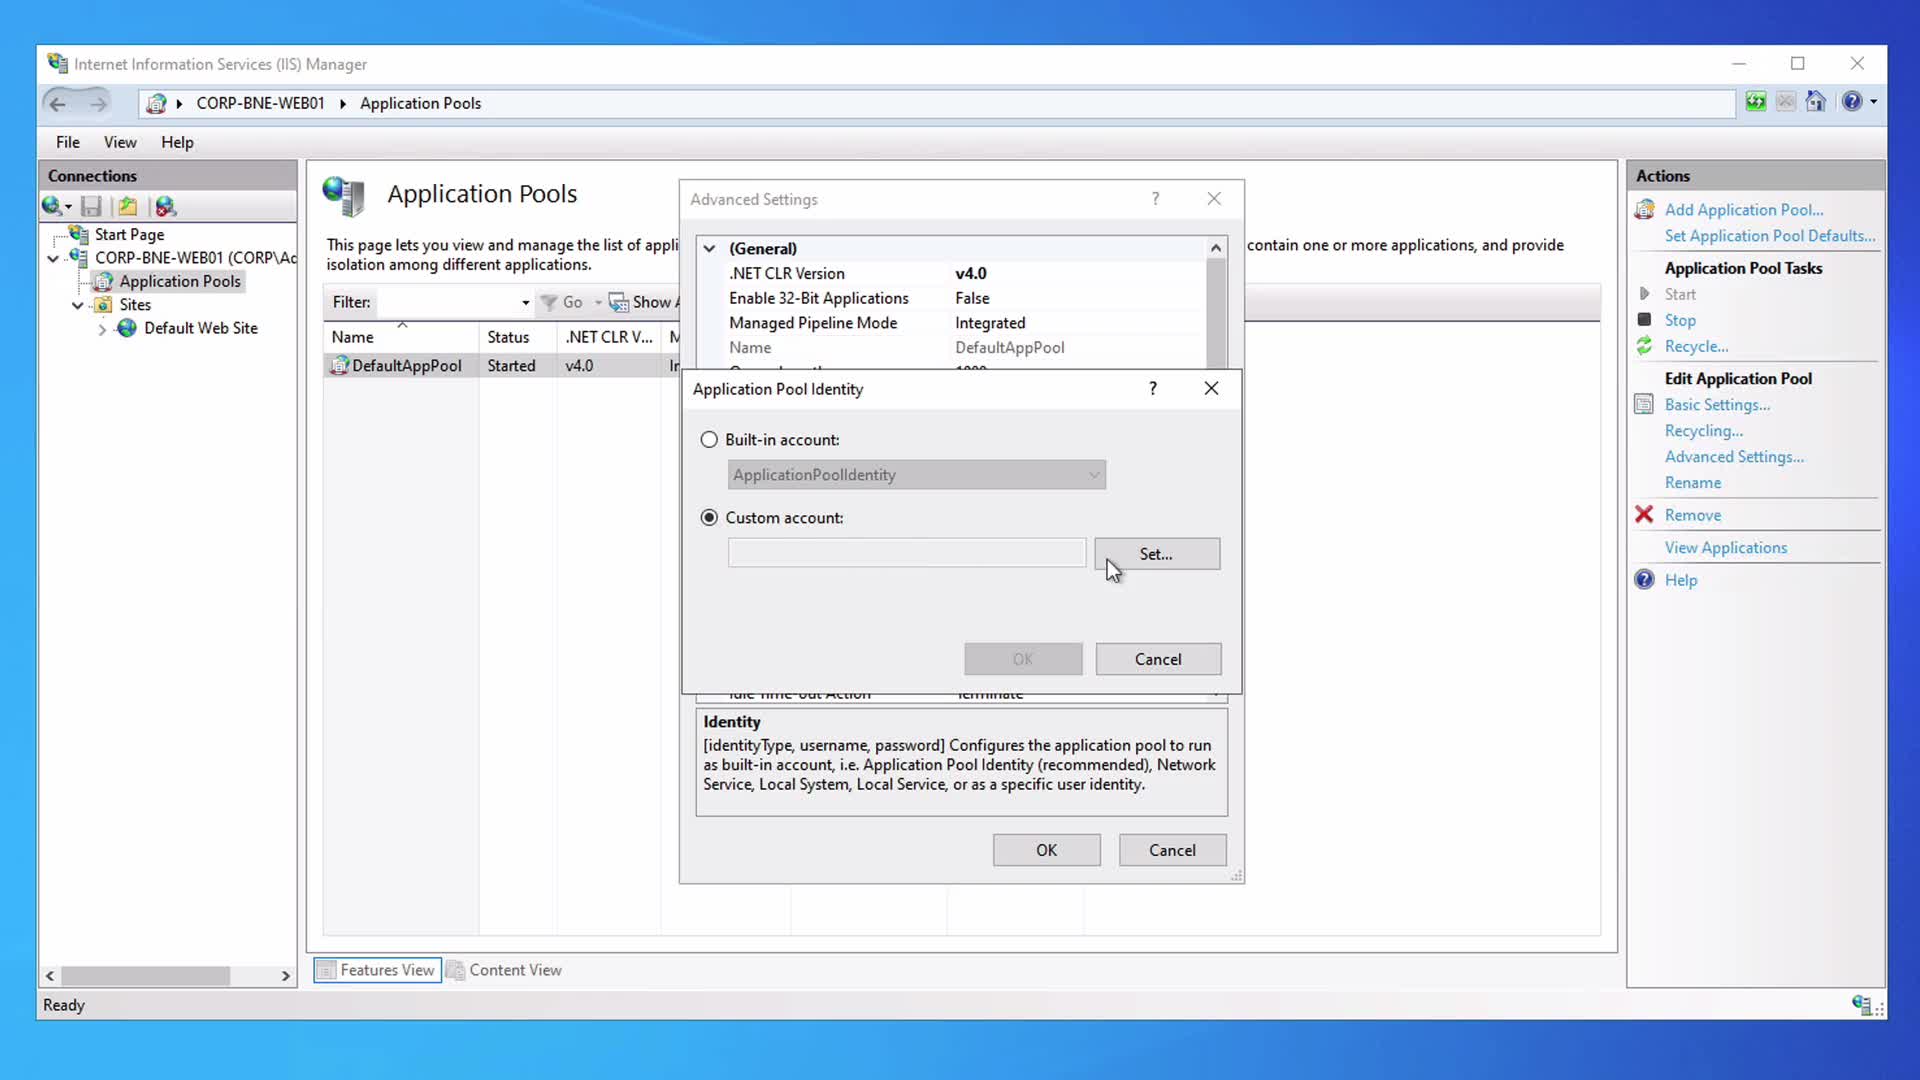 Internet Information Services (IIS) Manager
CORP-BNE-WEB01
Application Pools
File View Help
Connections
Start Page
CORP-BNE-WEB01 (CORP\Ac
Application Pools
Sites
Default Web Site
Application Pools
This page lets you view and manage the list of appli
contain one or more applications, and provide
isolation among different applications.
Filter:
Go
Show A
Name Status .NET CLR V... M
DefaultAppPool Started v4.0 In
Advanced Settings
?
(General)
.NET CLR Version v4.0
Enable 32-Bit Applications False
Managed Pipeline Mode Integrated
Name DefaultAppPool
Application Pool Identity
?
Built-in account:
ApplicationPoolIdentity
Custom account:
Set...
OK Cancel
Idle Time-out Action Terminate
Identity
[identityType, username, password] Configures the application pool to run
as built-in account, i.e. Application Pool Identity (recommended), Network
Service, Local System, Local Service, or as a specific user identity.
OK Cancel
Features View Content View
Ready
Actions
Add Application Pool...
Set Application Pool Defaults...
Application Pool Tasks
Start
Stop
Recycle...
Edit Application Pool
Basic Settings...
Recycling...
Advanced Settings...
Rename
Remove
View Applications
Help